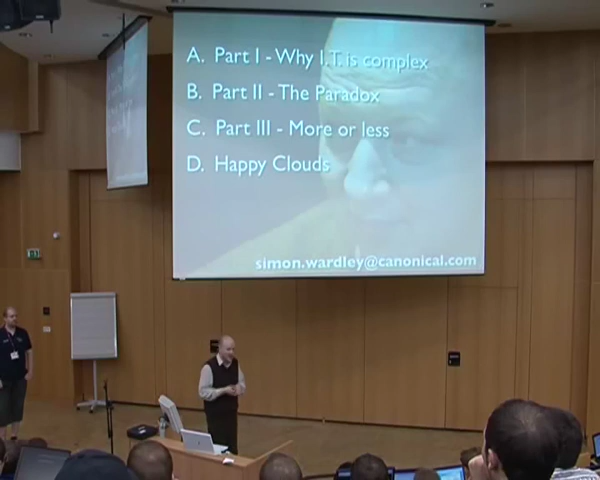 A. Part I - Why I.T. is complex
B. Part II - The Paradox
C. Part III - More or less
D. Happy Clouds
simon.wardley@canonical.com